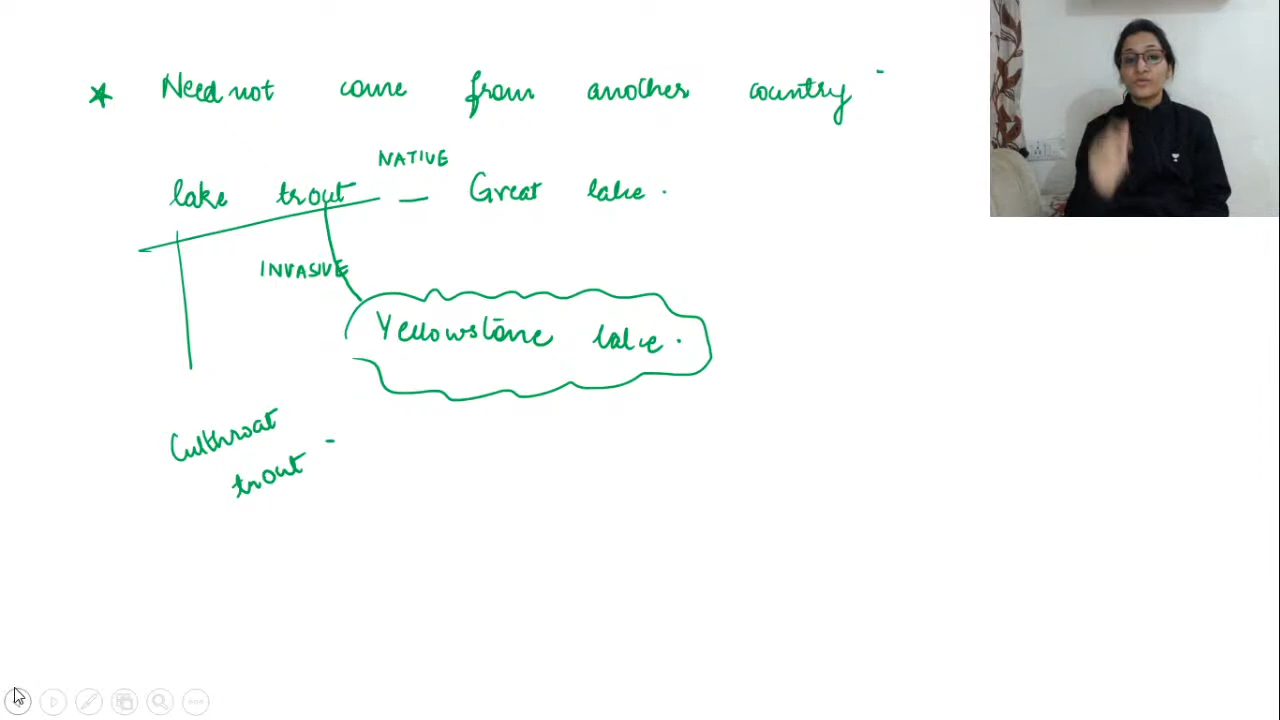 * Need not come from another country -
NATIVE
lake trout — Great lake .
INVASIVE
Yellowstone lake .
Cutthroat
trout -